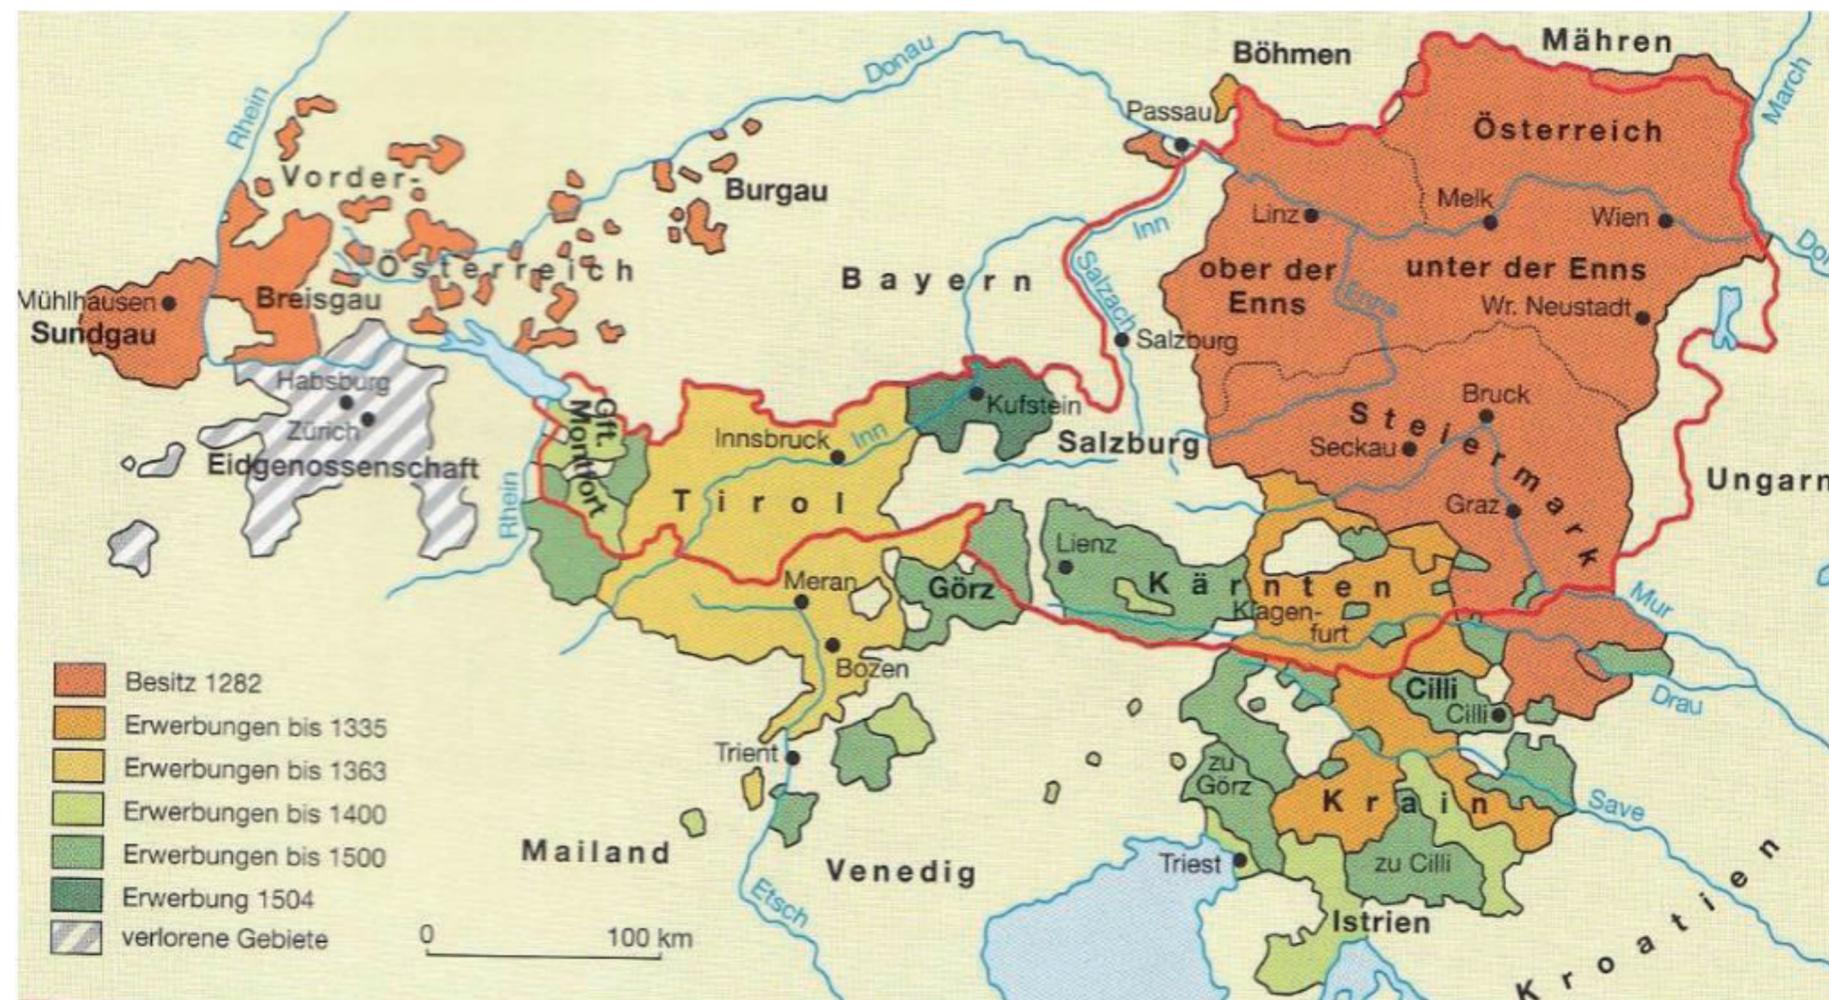 Böhmen
Mähren
March
Donau
Rhein
Passau
Österreich
Vorder-
Burgau
Melk
Linz
Wien
Inn
Don
Österreich
Bayern
Salzach
ober der
Enns
unter der Enns
Enns
Mühlhausen
Breisgau
Wr. Neustadt
Sundgau
Salzburg
Habsburg
Zürich
Gft.
Montfort
Kufstein
Bruck
Steiermark
Innsbruck
Inn
Salzburg
Seckau
Eidgenossenschaft
Ungarn
Rhein
Tirol
Graz
Lienz
Meran
Görz
Kärnten
Klagen-
furt
Mur
Bozen
Cilli
Cilli
Drau
Trient
zu
Görz
Krain
Save
Mailand
Venedig
Triest
zu Cilli
Etsch
Istrien
Kroatien
Besitz 1282
Erwerbungen bis 1335
Erwerbungen bis 1363
Erwerbungen bis 1400
Erwerbungen bis 1500
Erwerbung 1504
verlorene Gebiete
0 100 km